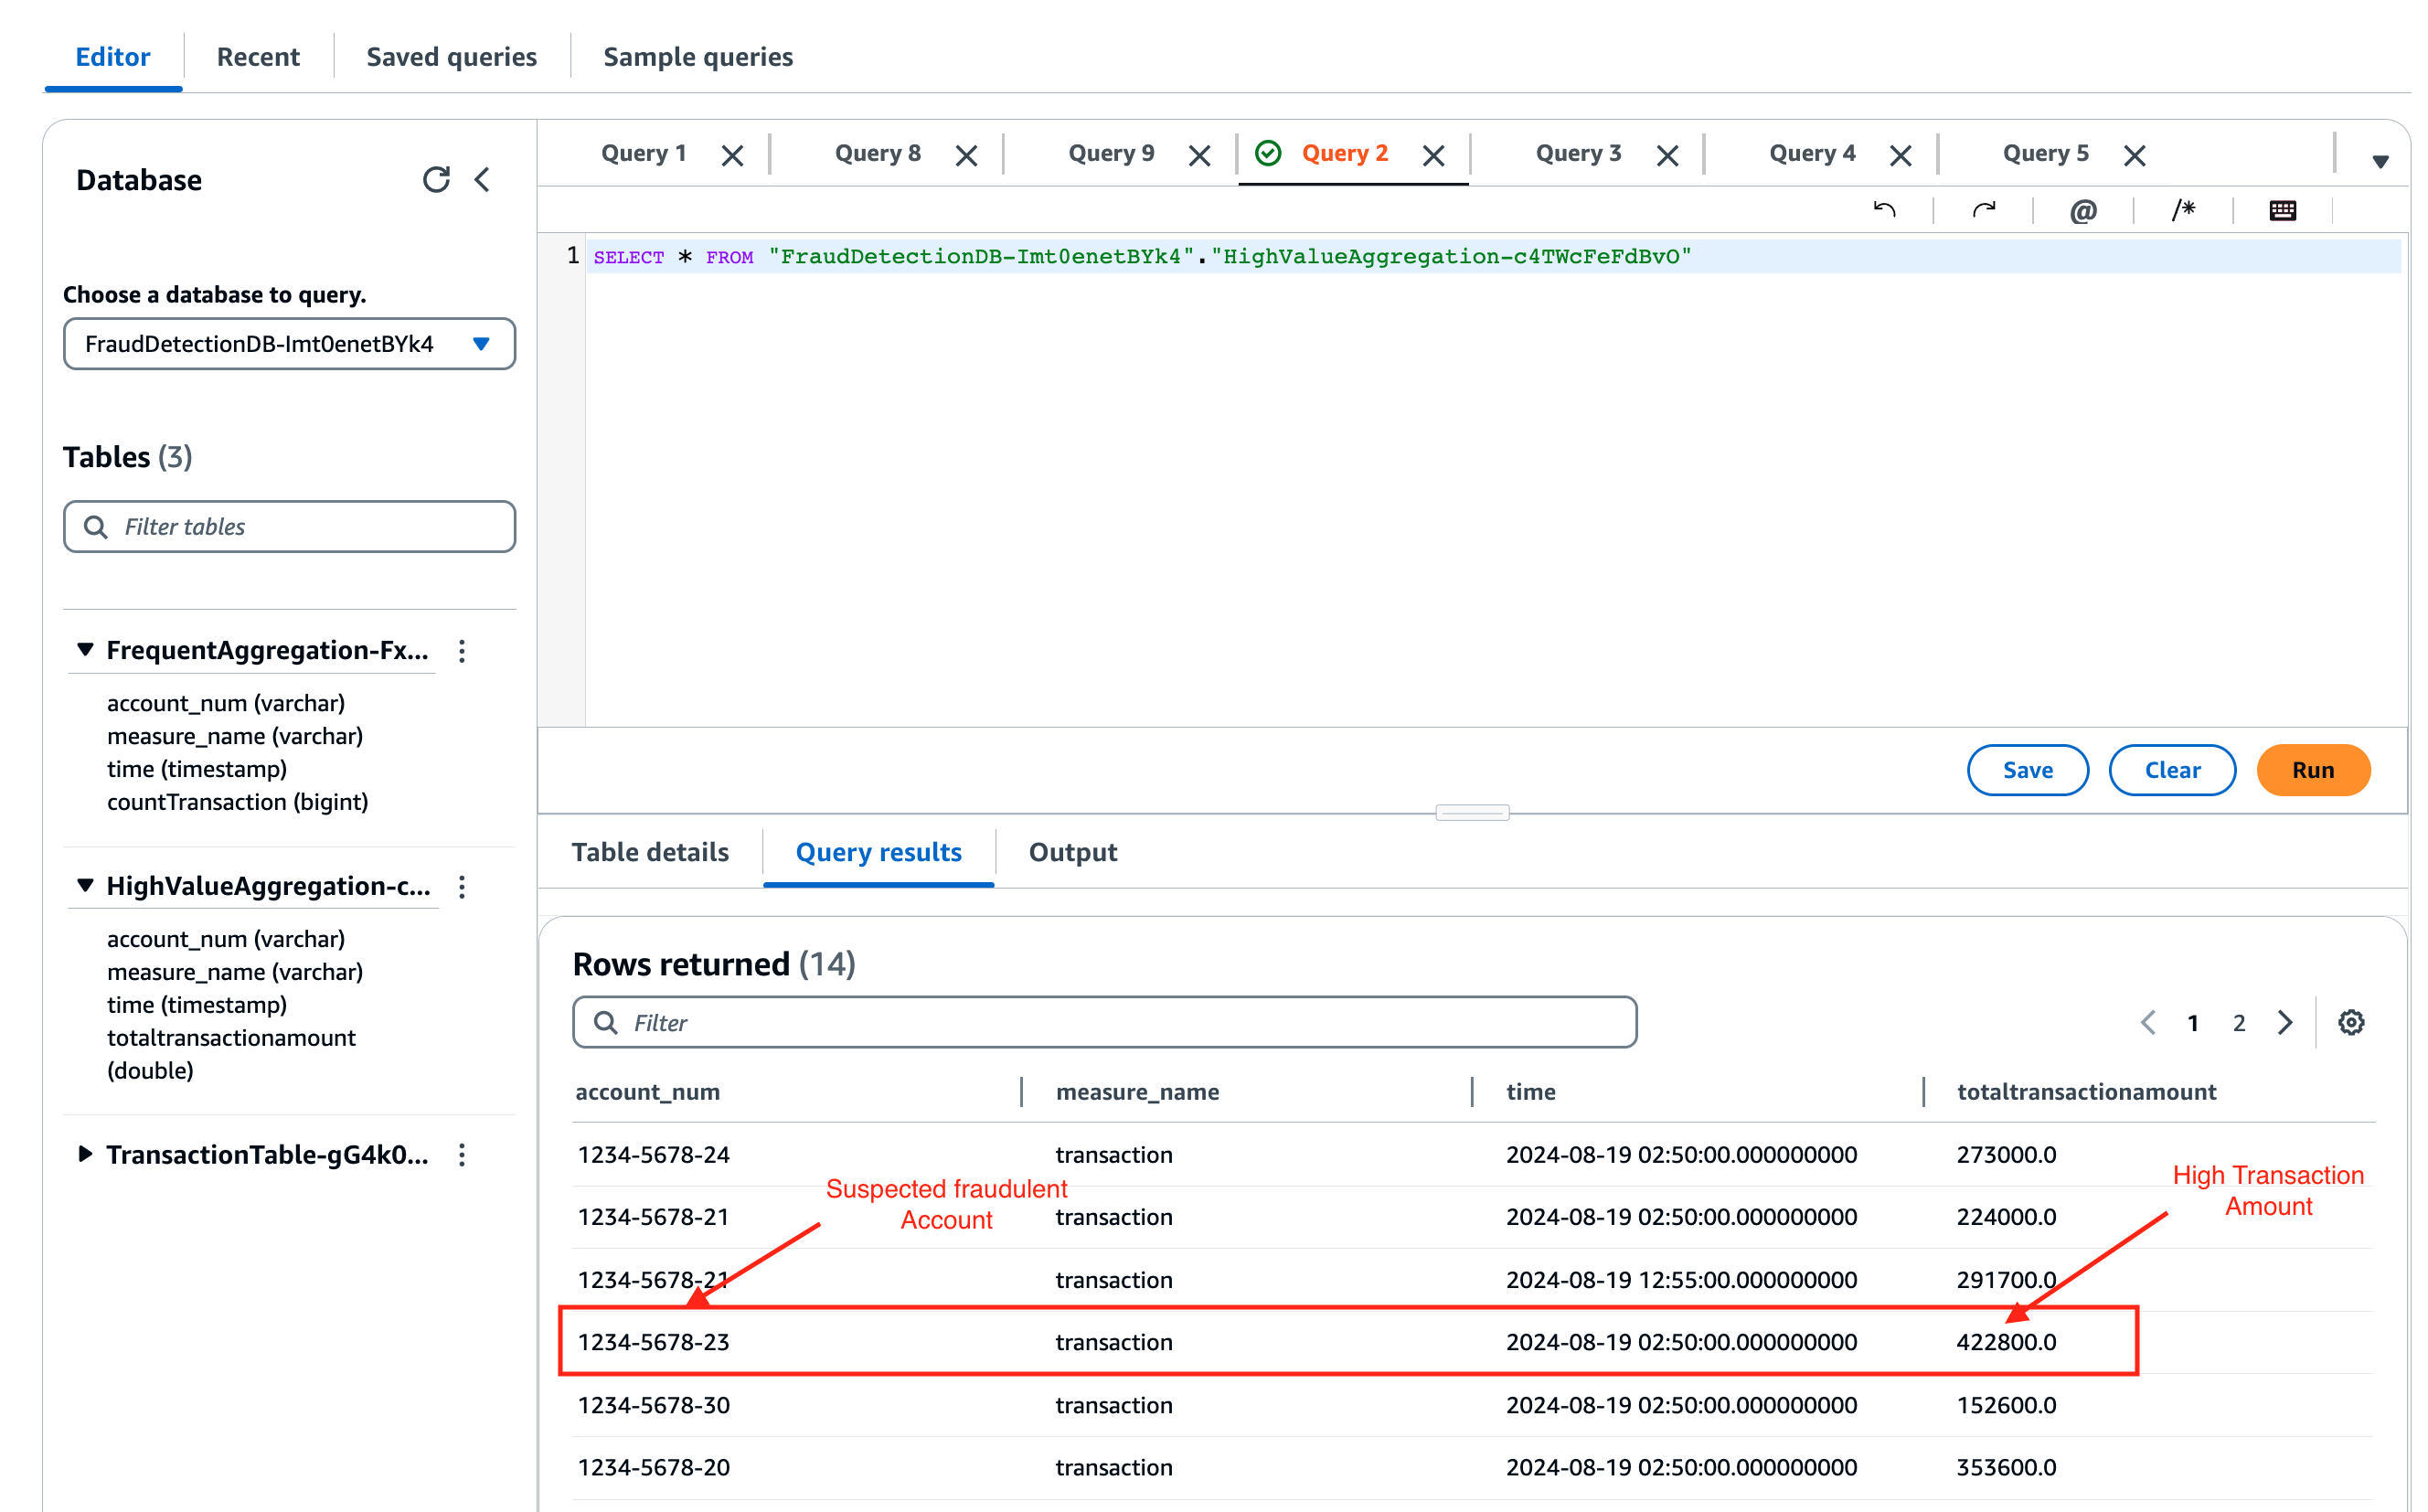 Editor Recent Saved queries Sample queries
Database
Choose a database to query.
FraudDetectionDB-Imt0enetBYk4
Tables (3)
Filter tables
FrequentAggregation-Fx...
account_num (varchar)
measure_name (varchar)
time (timestamp)
countTransaction (bigint)
HighValueAggregation-c...
account_num (varchar)
measure_name (varchar)
time (timestamp)
totaltransactionamount
(double)
TransactionTable-gG4k0...
Query 1 Query 8 Query 9 Query 2 Query 3 Query 4 Query 5
@ /*
1 SELECT * FROM "FraudDetectionDB-Imt0enetBYk4"."HighValueAggregation-c4TWcFeFdBvO"
Save Clear Run
Table details Query results Output
Rows returned (14)
Filter
1 2
account_num measure_name time totaltransactionamount
1234-5678-24 transaction 2024-08-19 02:50:00.000000000 273000.0
Suspected fraudulent
Account
High Transaction
Amount
1234-5678-21 transaction 2024-08-19 02:50:00.000000000 224000.0
1234-5678-21 transaction 2024-08-19 12:55:00.000000000 291700.0
1234-5678-23 transaction 2024-08-19 02:50:00.000000000 422800.0
1234-5678-30 transaction 2024-08-19 02:50:00.000000000 152600.0
1234-5678-20 transaction 2024-08-19 02:50:00.000000000 353600.0